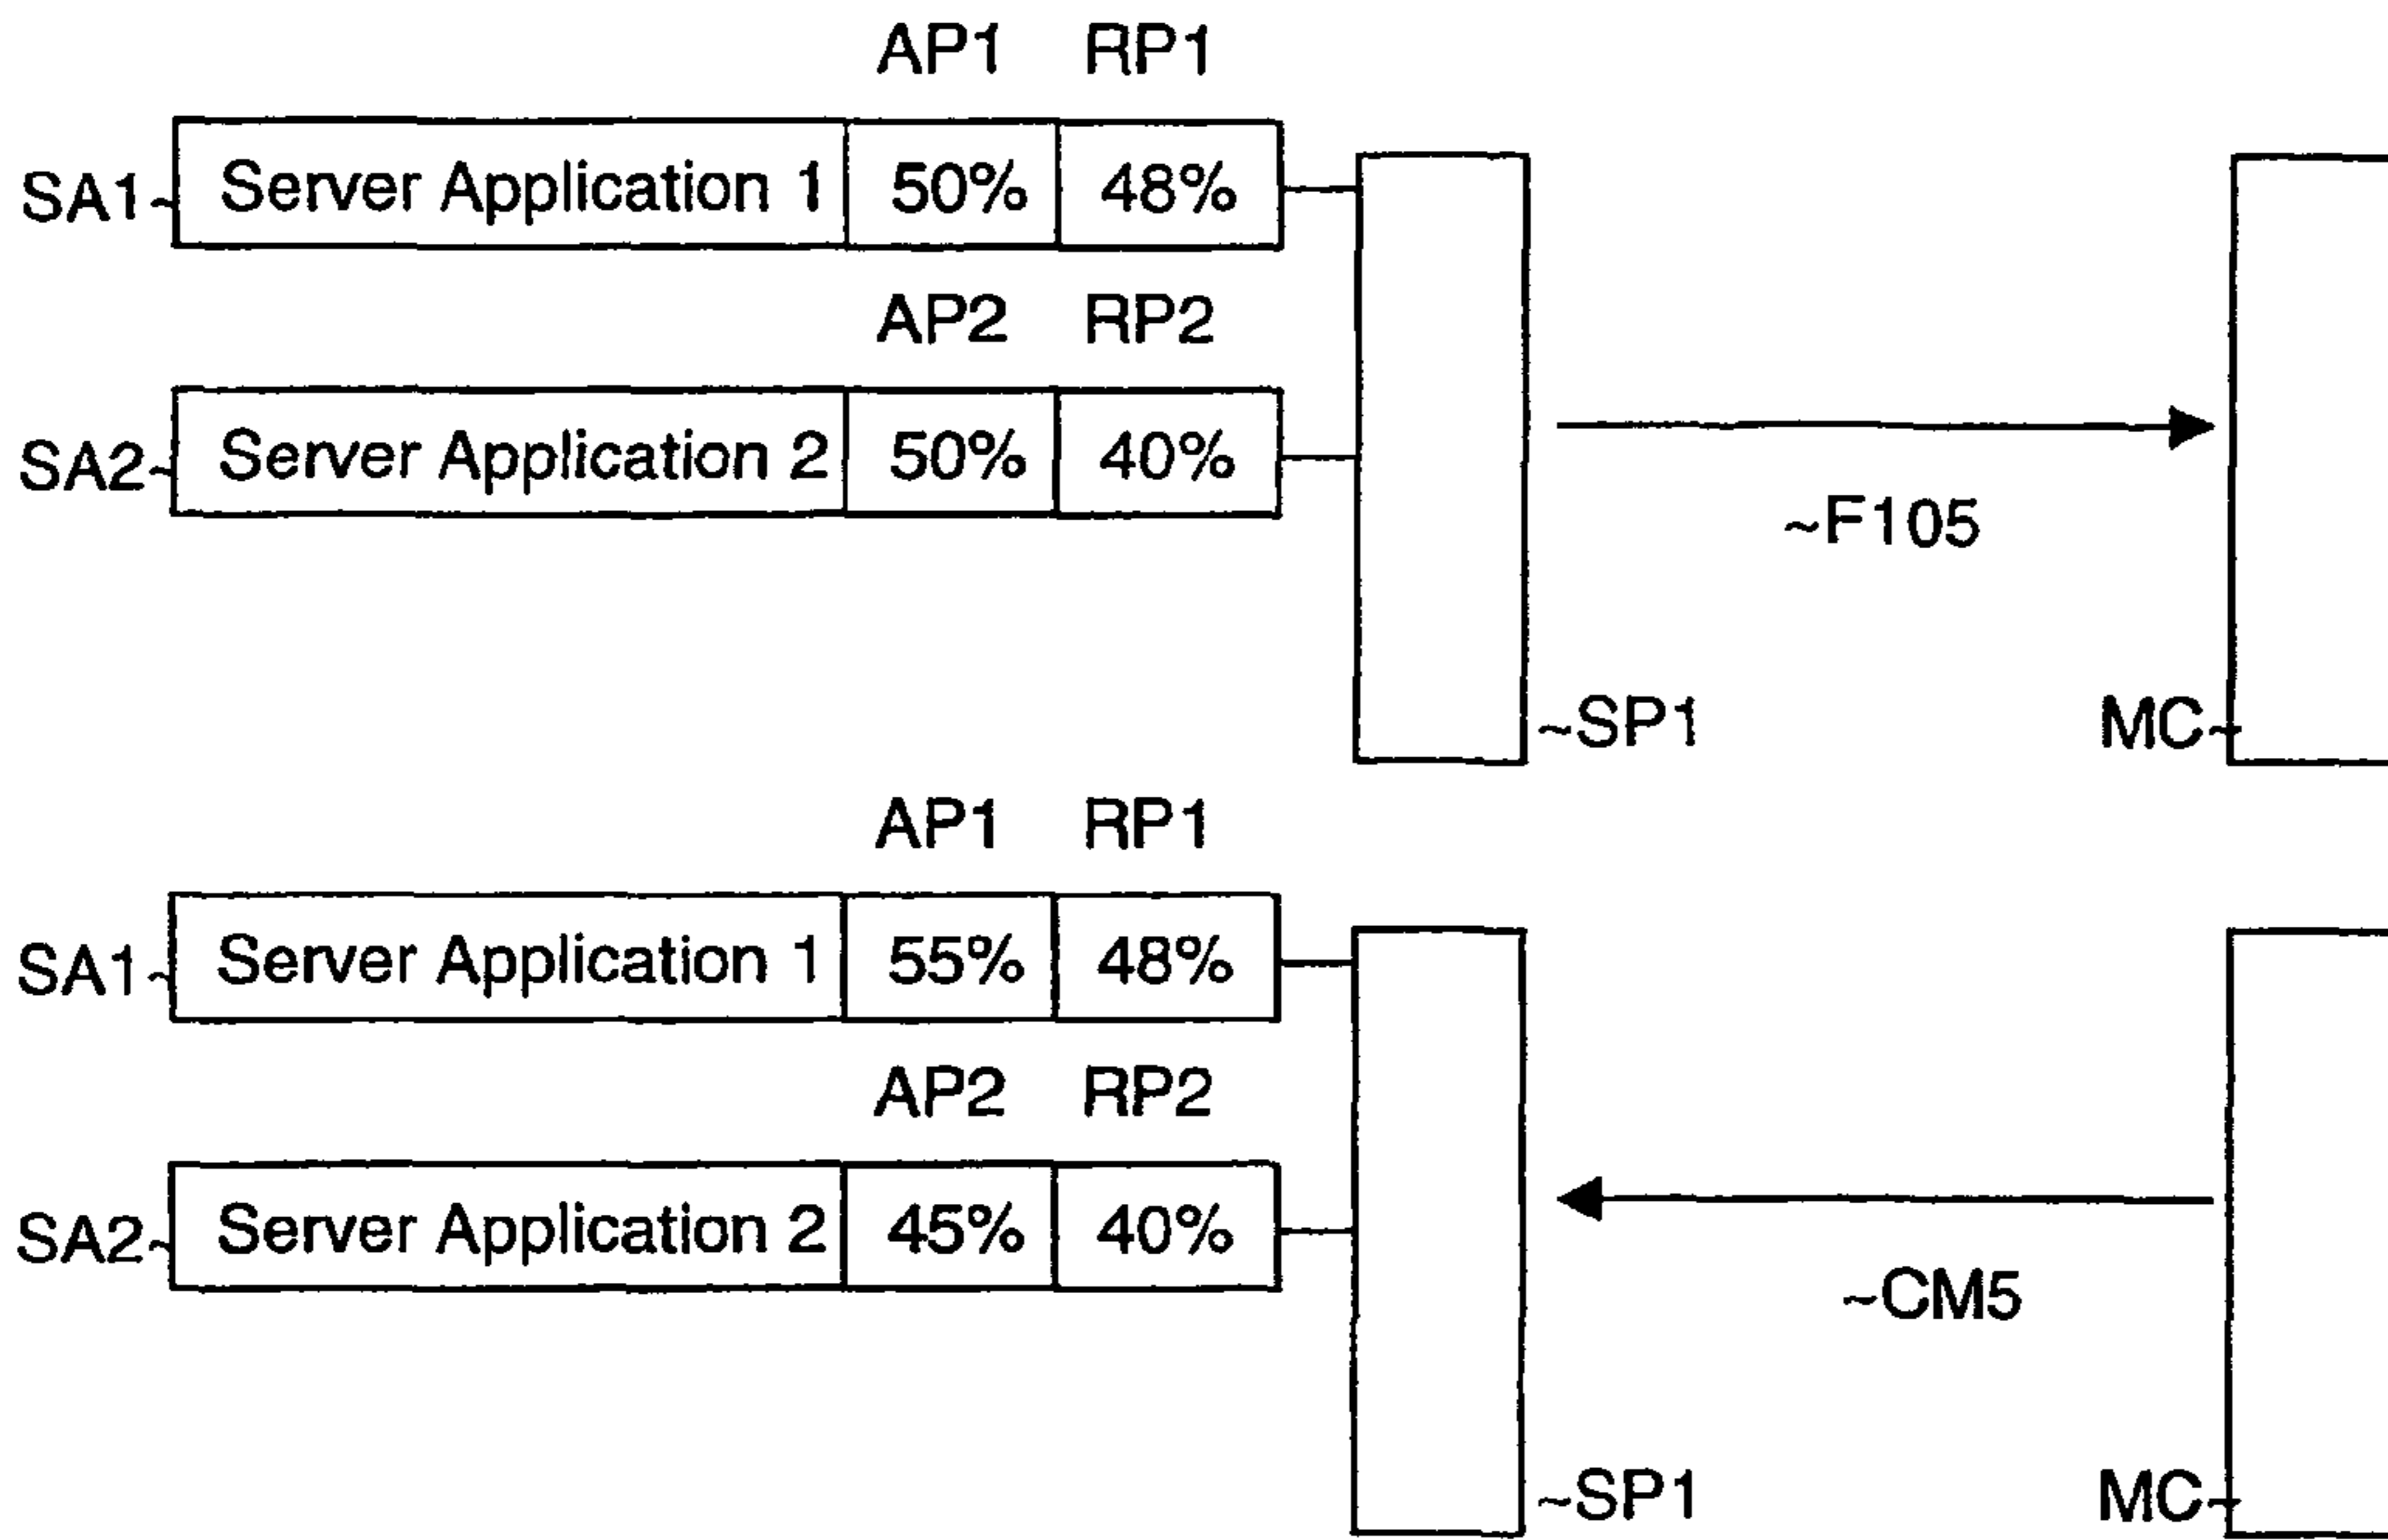 AP1 RP1
SA1~ Server Application 1 50% 48%
AP2 RP2
SA2~ Server Application 2 50% 40%
~F105
~SP1 MC~
AP1 RP1
SA1~ Server Application 1 55% 48%
AP2 RP2
SA2~ Server Application 2 45% 40%
~CM5
~SP1 MC~